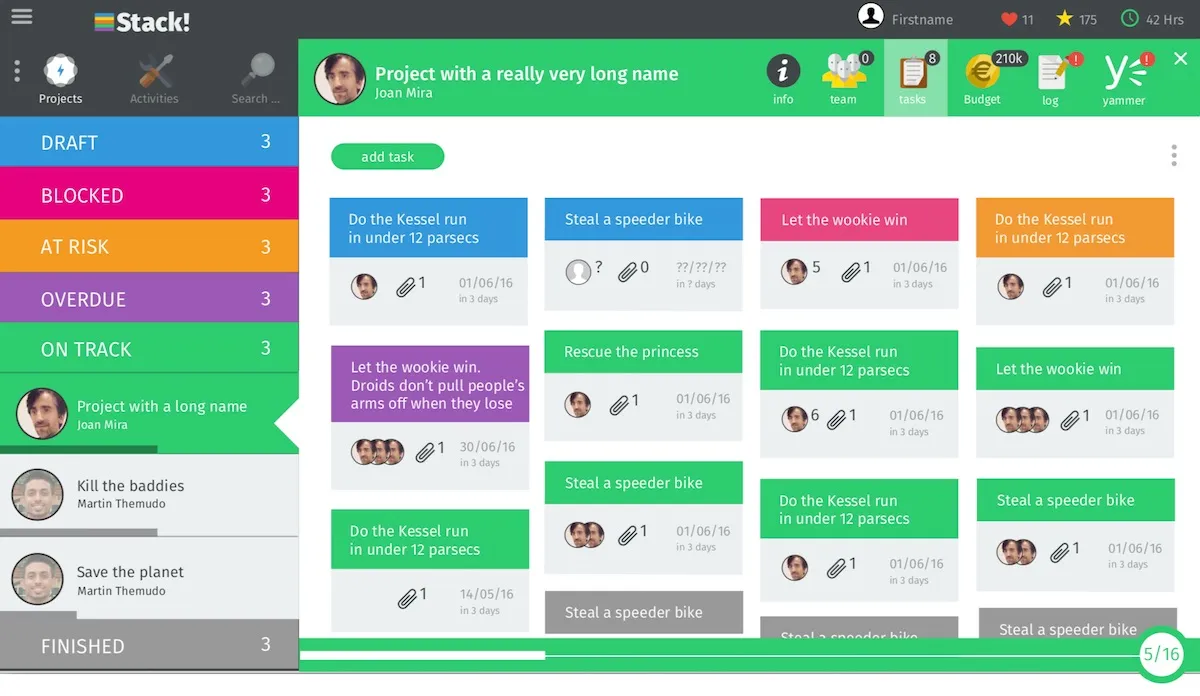 Stack!
Firstname
11
175
42 Hrs
Projects
Activities
Search ...
Project with a really very long name
Joan Mira
info
0
team
8
tasks
210k
Budget
!
log
!
yammer
DRAFT 3
BLOCKED 3
AT RISK 3
OVERDUE 3
ON TRACK 3
Project with a long name
Joan Mira
Kill the baddies
Martin Themudo
Save the planet
Martin Themudo
FINISHED 3
add task
Do the Kessel run
in under 12 parsecs
1 01/06/16
in 3 days
Let the wookie win.
Droids don’t pull people’s
arms off when they lose
1 30/06/16
in 3 days
Do the Kessel run
in under 12 parsecs
1 14/05/16
in 3 days
Steal a speeder bike
? 0 ??/??/??
in ? days
Rescue the princess
1 01/06/16
in 3 days
Steal a speeder bike
1 01/06/16
in 3 days
Steal a speeder bike
Let the wookie win
5 1 01/06/16
in 3 days
Do the Kessel run
in under 12 parsecs
6 1 01/06/16
in 3 days
Do the Kessel run
in under 12 parsecs
1 01/06/16
in 3 days
Steal a speeder bike
Do the Kessel run
in under 12 parsecs
1 01/06/16
in 3 days
Let the wookie win
1 01/06/16
in 3 days
Steal a speeder bike
1 01/06/16
in 3 days
Steal a speeder bike
5/16